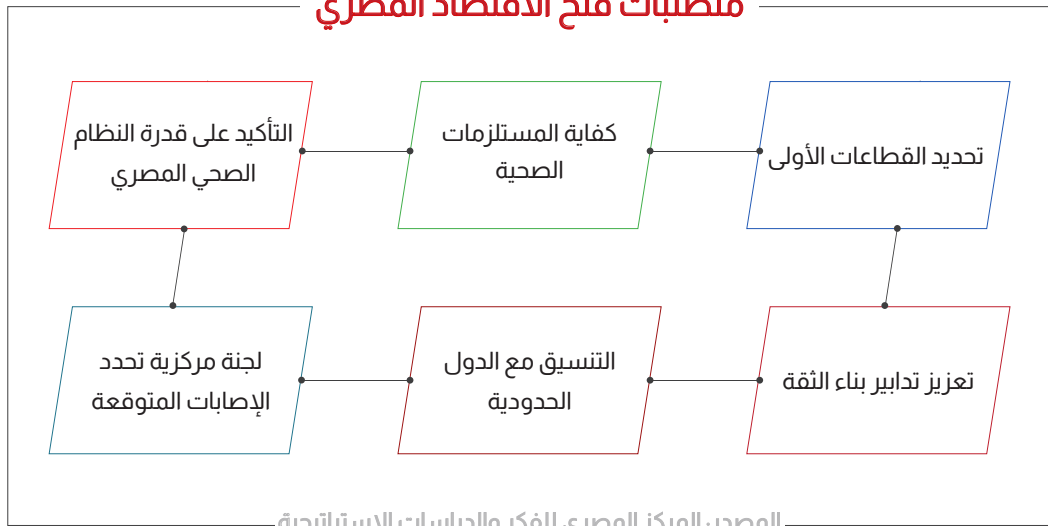 متطلبات فتح الاقتصاد المصري
تحديد القطاعات الأولى
كفاية المستلزمات
الصحية
التأكيد على قدرة النظام
الصحي المصري
تعزيز تدابير بناء الثقة
التنسيق مع الدول
الحدودية
لجنة مركزية تحدد
الإصابات المتوقعة
المصدر: المركز المصري للفكر والدراسات الاستراتيجية